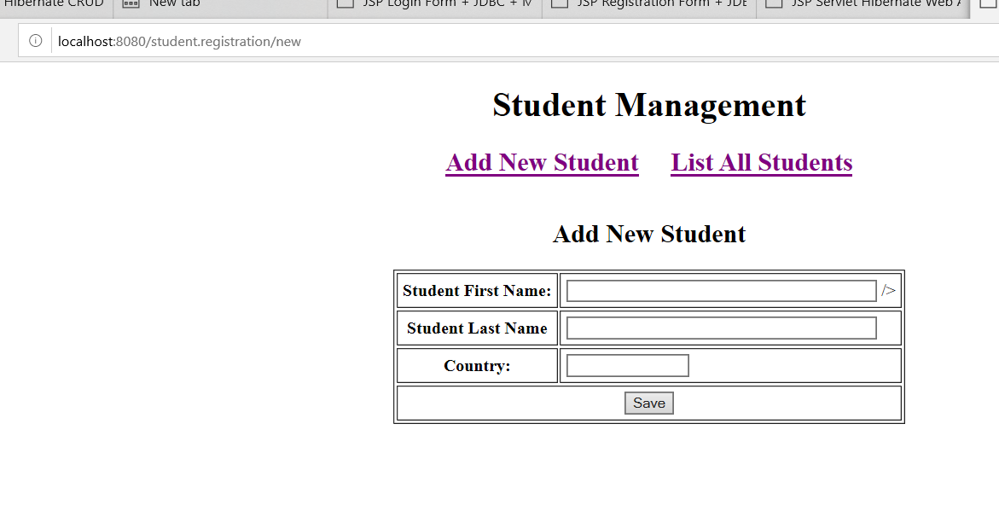 Hibernate CRUD New tab JSP Login Form + JDBC + JSP Registration Form + JDE JSP Servlet Hibernate Web
localhost:8080/student.registration/new
Student Management
Add New Student List All Students
Add New Student
Student First Name: />
Student Last Name
Country:
Save